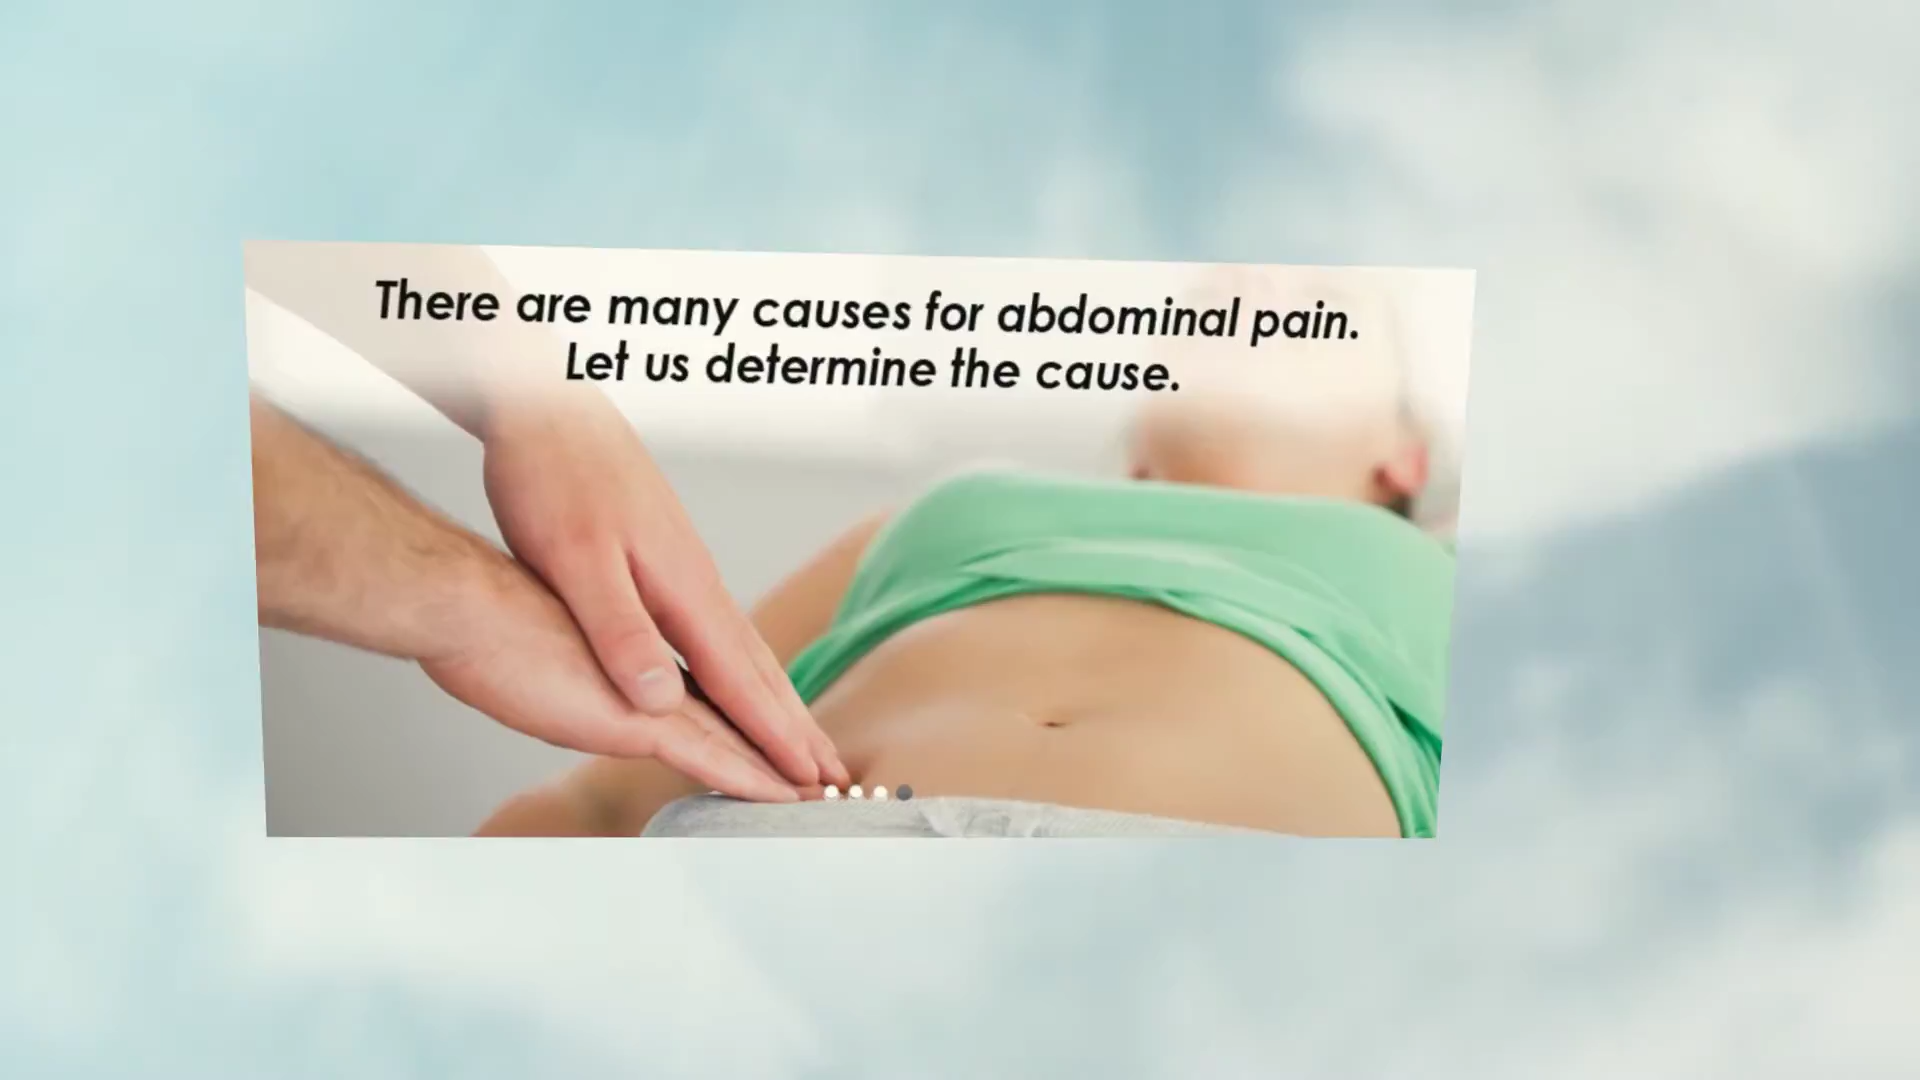 There are many causes for abdominal pain.
Let us determine the cause.